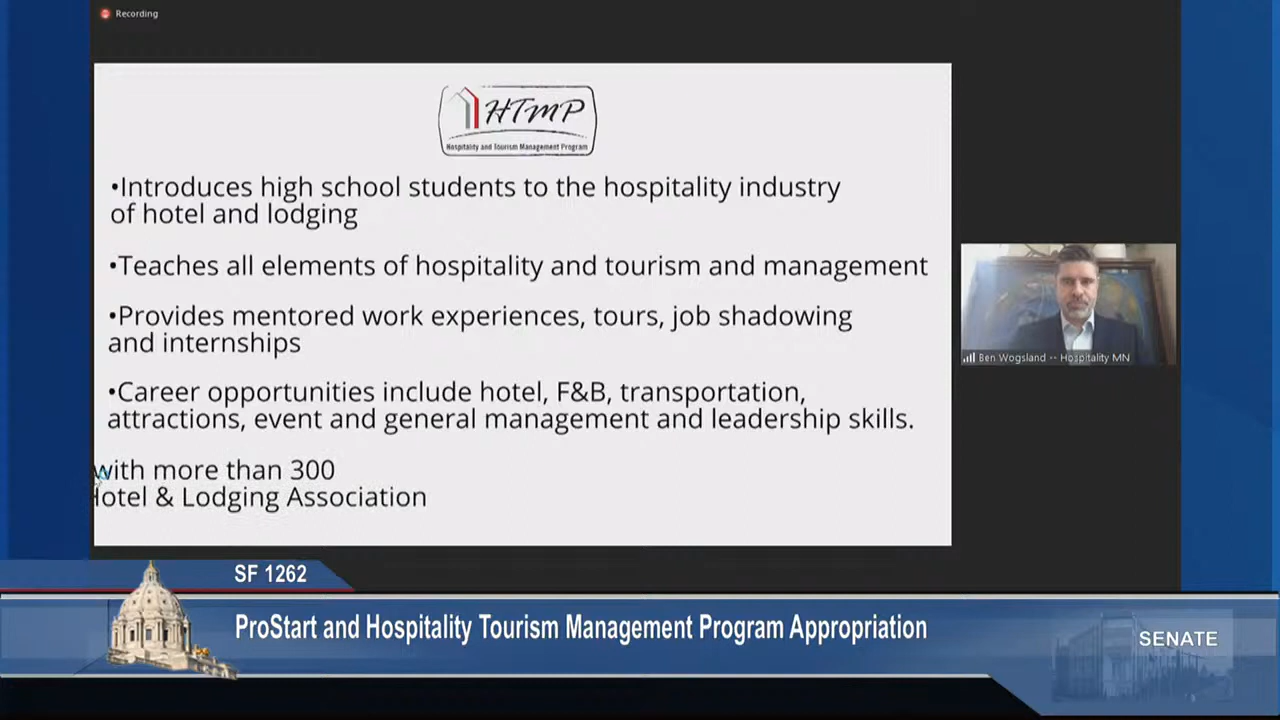 Recording
HTMP
Hospitality and Tourism Management Program
•Introduces high school students to the hospitality industry
of hotel and lodging
•Teaches all elements of hospitality and tourism and management
•Provides mentored work experiences, tours, job shadowing
and internships
•Career opportunities include hotel, F&B, transportation,
attractions, event and general management and leadership skills.
with more than 300
Hotel & Lodging Association
Ben Wogsland -- Hospitality MN
SF 1262
ProStart and Hospitality Tourism Management Program Appropriation
SENATE